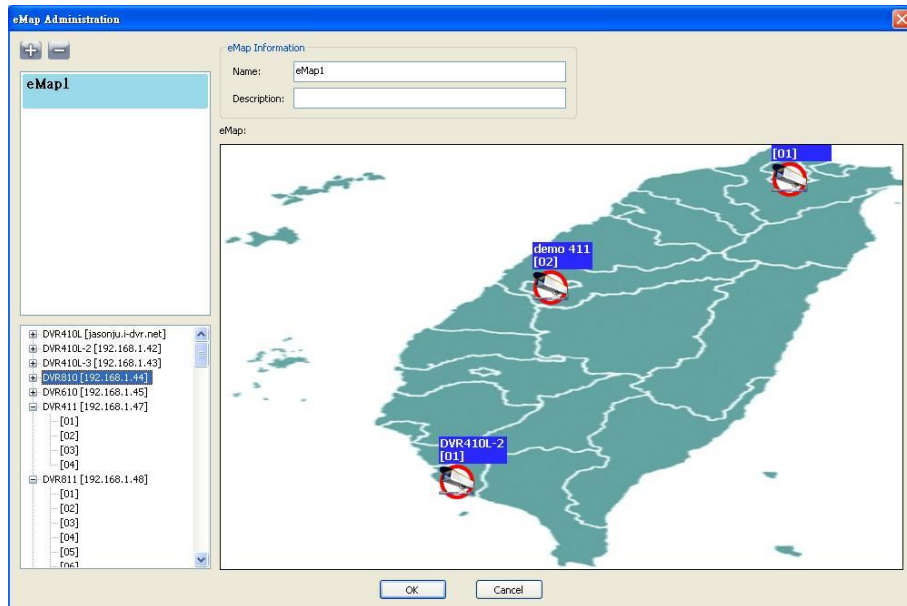 eMap Administration
eMap Information
eMap1
Name:
eMap1
Description:
eMap:
[01]
demo 411
[02]
DVR410L-2
[01]
DVR410L [jasonju.i-dvr.net]
DVR410L-2 [192.168.1.42]
DVR410L-3 [192.168.1.43]
DVR810 [192.168.1.44]
DVR610 [192.168.1.45]
DVR411 [192.168.1.47]
[01]
[02]
[03]
[04]
DVR811 [192.168.1.48]
[01]
[02]
[03]
[04]
[05]
[06]
OK
Cancel